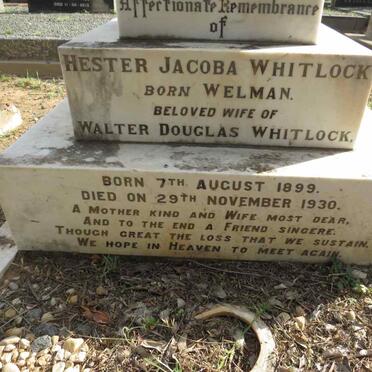 Affectionate Remembrance
of
Hester Jacoba Whitlock
born Welman.
beloved wife of
Walter Douglas Whitlock.
Born 7th August 1899.
Died on 29th November 1930.
A Mother kind and Wife most dear,
And to the end a Friend sincere.
Though great the loss that we sustain,
We hope in Heaven to meet again.